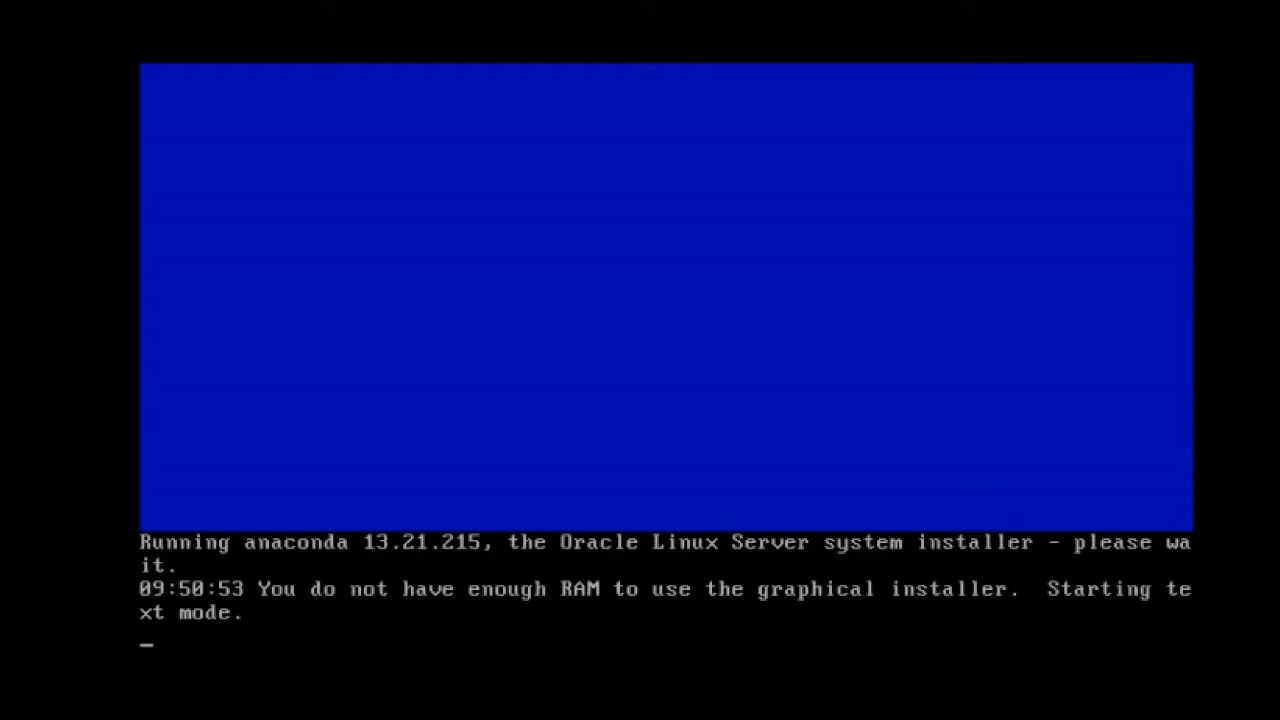 Running anaconda 13.21.215, the Oracle Linux Server system installer - please wa
it.
09:50:53 You do not have enough RAM to use the graphical installer.  Starting te
xt mode.